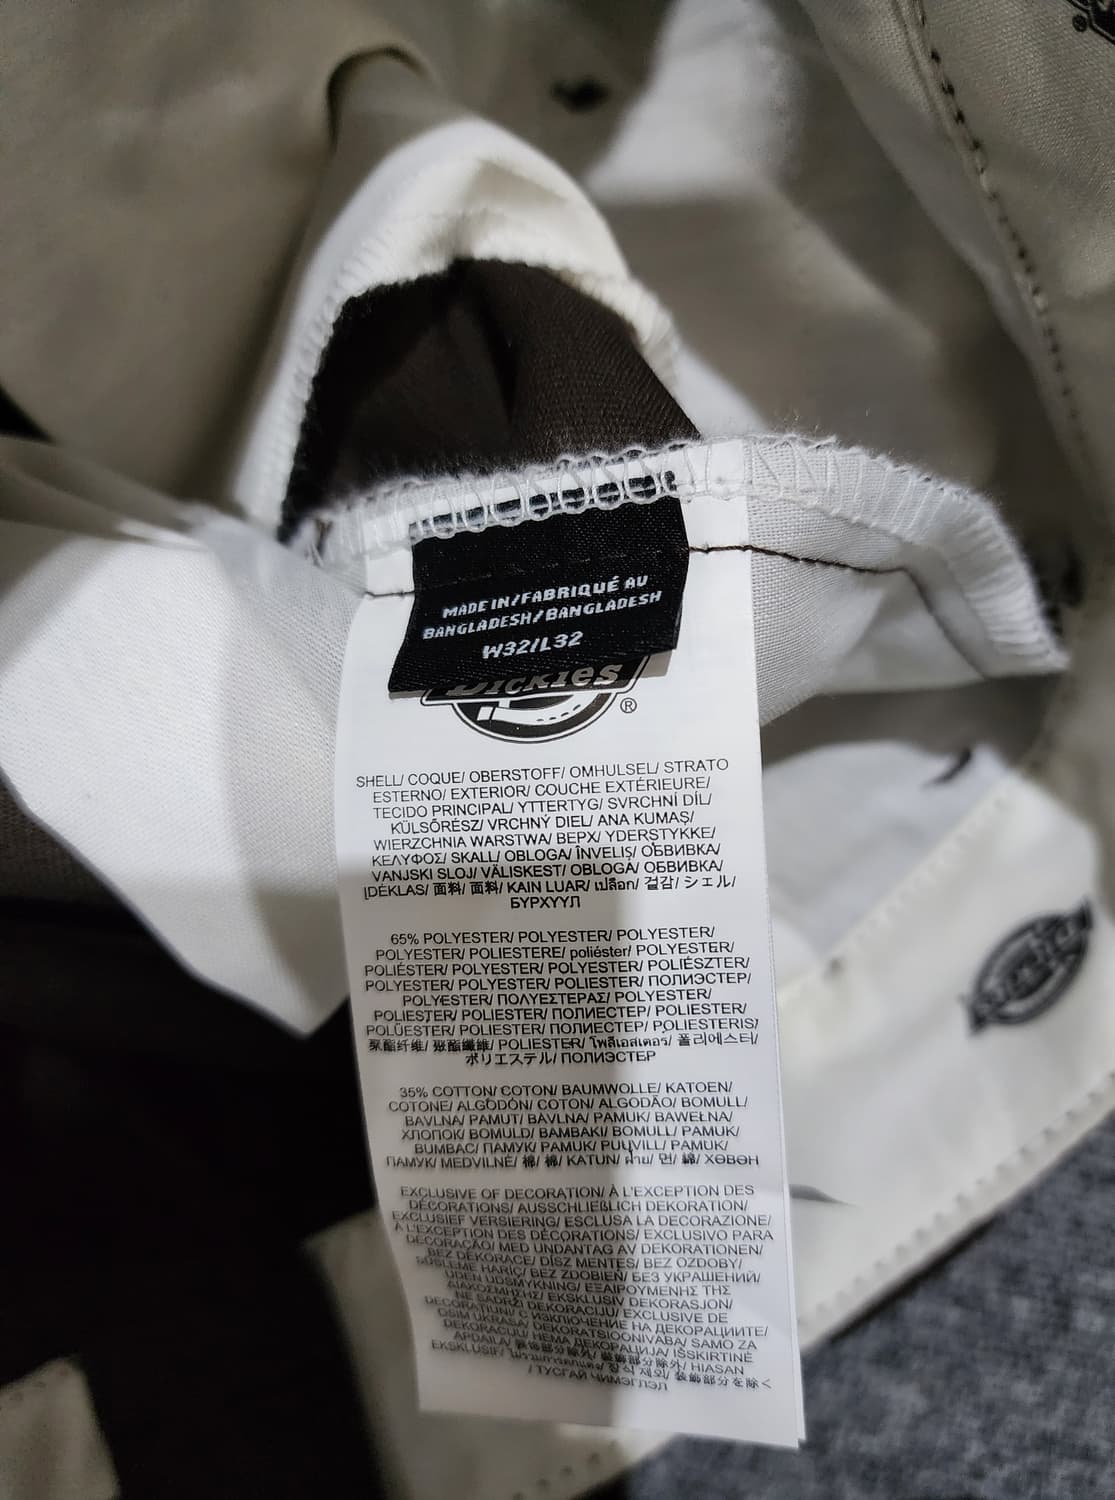 MADE IN/FABRIQUÉ AU
BANGLADESH/BANGLADESH
W32/L32
Dickies
®
SHELL/ COQUE/ OBERSTOFF/ OMHULSEL/ STRATO
ESTERNO/ EXTERIOR/ COUCHE EXTÉRIEURE/
TECIDO PRINCIPAL/ YTTERTYG/ SVRCHNÍ DÍL/
KÜLSŐRÉSZ/ VRCHNÝ DIEL/ ANA KUMAŞ/
WIERZCHNIA WARSTWA/ ВЕРХ/ YDERSTYKKE/
ΚΕΛΥΦΟΣ/ SKALL/ OBLOGA/ ÎNVELIŞ/ ОБВИВКА/
VANJSKI SLOJ/ VÄLISKEST/ OBLOGA/ ОБВИВКА/
ĮDĖKLAS/ 面料/ 面料/ KAIN LUAR/ เปลือก/ 겉감/ シェル/
БҮРХҮҮЛ
65% POLYESTER/ POLYESTER/ POLYESTER/
POLYESTER/ POLIESTERE/ poliéster/ POLYESTER/
POLIÉSTER/ POLYESTER/ POLYESTER/ POLIÉSZTER/
POLYESTER/ POLYESTER/ POLIESTER/ ПОЛИЭСТЕР/
POLYESTER/ ΠΟΛΥΕΣΤΕΡΑΣ/ POLYESTER/
POLIESTER/ POLIESTER/ ПОЛИЕСТЕР/ POLIESTER/
POLÜESTER/ POLIESTER/ ПОЛИЕСТЕР/ POLIESTERIS/
聚酯纤维/ 聚酯纖維/ POLIESTER/ โพลีเอสเตอร์/ 폴리에스터/
ポリエステル/ ПОЛИЭСТЕР
35% COTTON/ COTON/ BAUMWOLLE/ KATOEN/
COTONE/ ALGODÓN/ COTON/ ALGODÃO/ BOMULL/
BAVLNA/ PAMUT/ BAVLNA/ PAMUK/ BAWEŁNA/
ХЛОПОК/ BOMULD/ ΒΑΜΒΑΚΙ/ BOMULL/ PAMUK/
BUMBAC/ ПАМУК/ PAMUK/ PUUVILL/ PAMUK/
ПАМУК/ MEDVILNĖ/ 棉/ 棉/ KATUN/ ฝ้าย/ 면/ 綿/ ХӨВӨН
EXCLUSIVE OF DECORATION/ À L'EXCEPTION DES
DÉCORATIONS/ AUSSCHLIEßLICH DEKORATION/
EXCLUSIEF VERSIERING/ ESCLUSA LA DECORAZIONE/
À L'EXCEPTION DES DÉCORATIONS/ EXCLUSIVO PARA
DECORAÇÃO/ MED UNDANTAG AV DEKORATIONEN/
BEZ DEKORACE/ DÍSZ MENTES/ BEZ OZDOBY/
SÜSLEME HARİÇ/ BEZ ZDOBIEŃ/ БЕЗ УКРАШЕНИЙ/
UDEN UDSMYKNING/ ΕΞΑΙΡΟΥΜΕΝΗΣ ΤΗΣ
ΔΙΑΚΟΣΜΗΣΗΣ/ EKSKLUSIV DEKORASJON/
NE SADRŽI DEKORACIJO/ EXCLUSIVE DE
DECORAŢIUNI/ С ИЗКЛЮЧЕНИЕ НА ДЕКОРАЦИИТЕ/
OSIM UKRASA/ DEKORATSIOONIVABA/ SAMO ZA
DEKORACIJU/ НЕМА ДЕКОРАЦИЈА/ IŠSKIRTINĖ
APDAILA/ 装饰部分除外/ 裝飾部分除外/ HIASAN
EKSKLUSIF/ ไม่รวมการตกแต่ง/ 장식 제외/ 装飾部分を除く
/ ТУСГАЙ ЧИМЭГЛЭЛ
Dickies